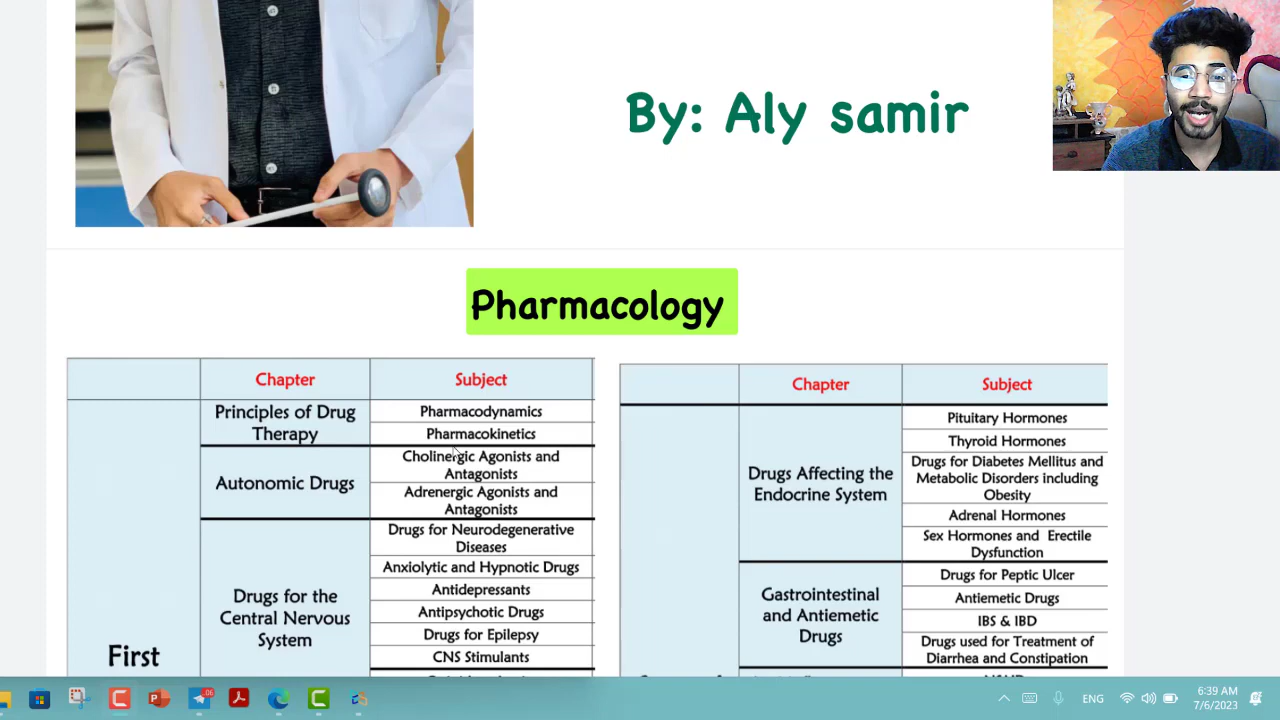 By: Aly samir
Pharmacology
Chapter
Subject
Principles of Drug
Therapy
Pharmacodynamics
Pharmacokinetics
Autonomic Drugs
Cholinergic Agonists and
Antagonists
Adrenergic Agonists and
Antagonists
First
Drugs for the
Central Nervous
System
Drugs for Neurodegenerative
Diseases
Anxiolytic and Hypnotic Drugs
Antidepressants
Antipsychotic Drugs
Drugs for Epilepsy
CNS Stimulants
Chapter
Subject
Drugs Affecting the
Endocrine System
Pituitary Hormones
Thyroid Hormones
Drugs for Diabetes Mellitus and
Metabolic Disorders including
Obesity
Adrenal Hormones
Sex Hormones and Erectile
Dysfunction
Gastrointestinal
and Antiemetic
Drugs
Drugs for Peptic Ulcer
Antiemetic Drugs
IBS & IBD
Drugs used for Treatment of
Diarrhea and Constipation
ENG
6:39 AM
7/6/2023